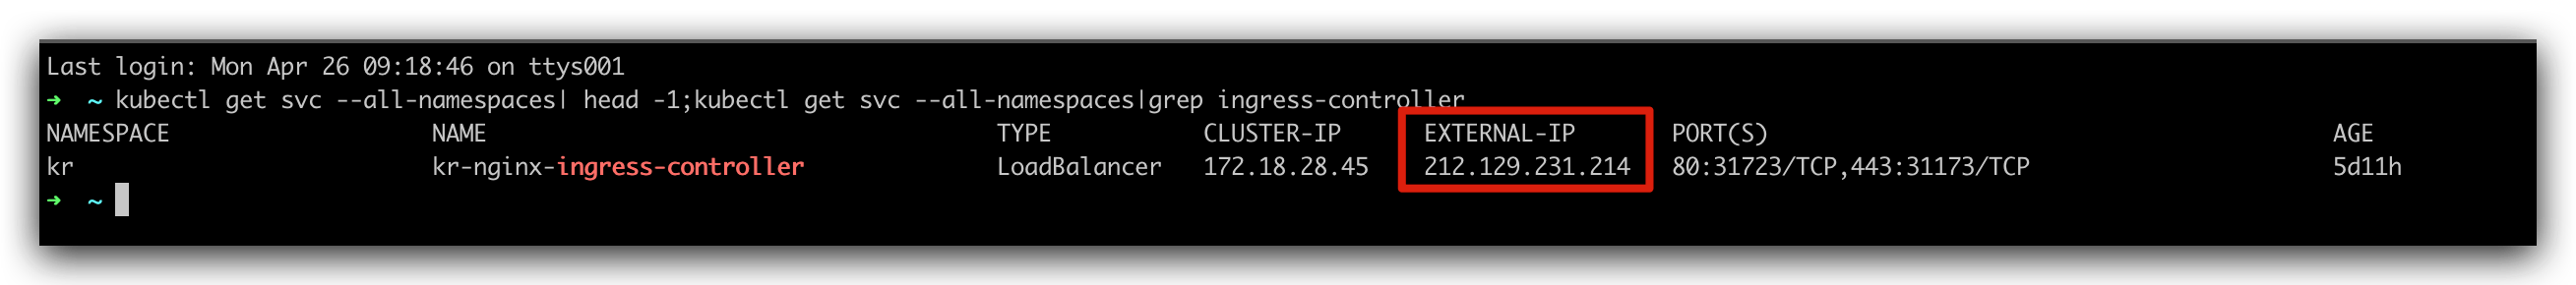 Last login: Mon Apr 26 09:18:46 on ttys001
➜ ~ kubectl get svc --all-namespaces| head -1;kubectl get svc --all-namespaces|grep ingress-controller
NAMESPACE NAME TYPE CLUSTER-IP EXTERNAL-IP PORT(S) AGE
kr kr-nginx-ingress-controller LoadBalancer 172.18.28.45 212.129.231.214 80:31723/TCP,443:31173/TCP 5d11h
➜ ~